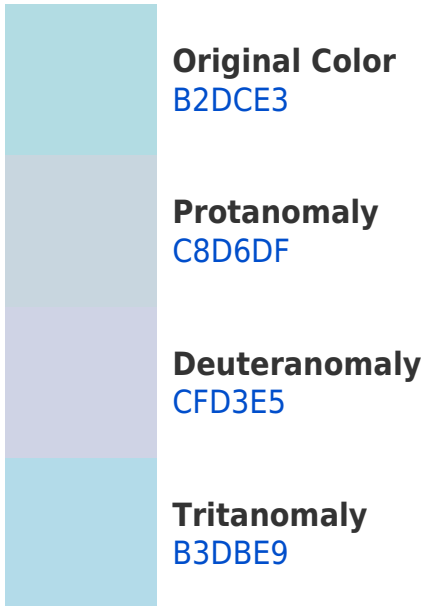 Original Color
B2DCE3
Protanomaly
C8D6DF
Deuteranomaly
CFD3E5
Tritanomaly
B3DBE9